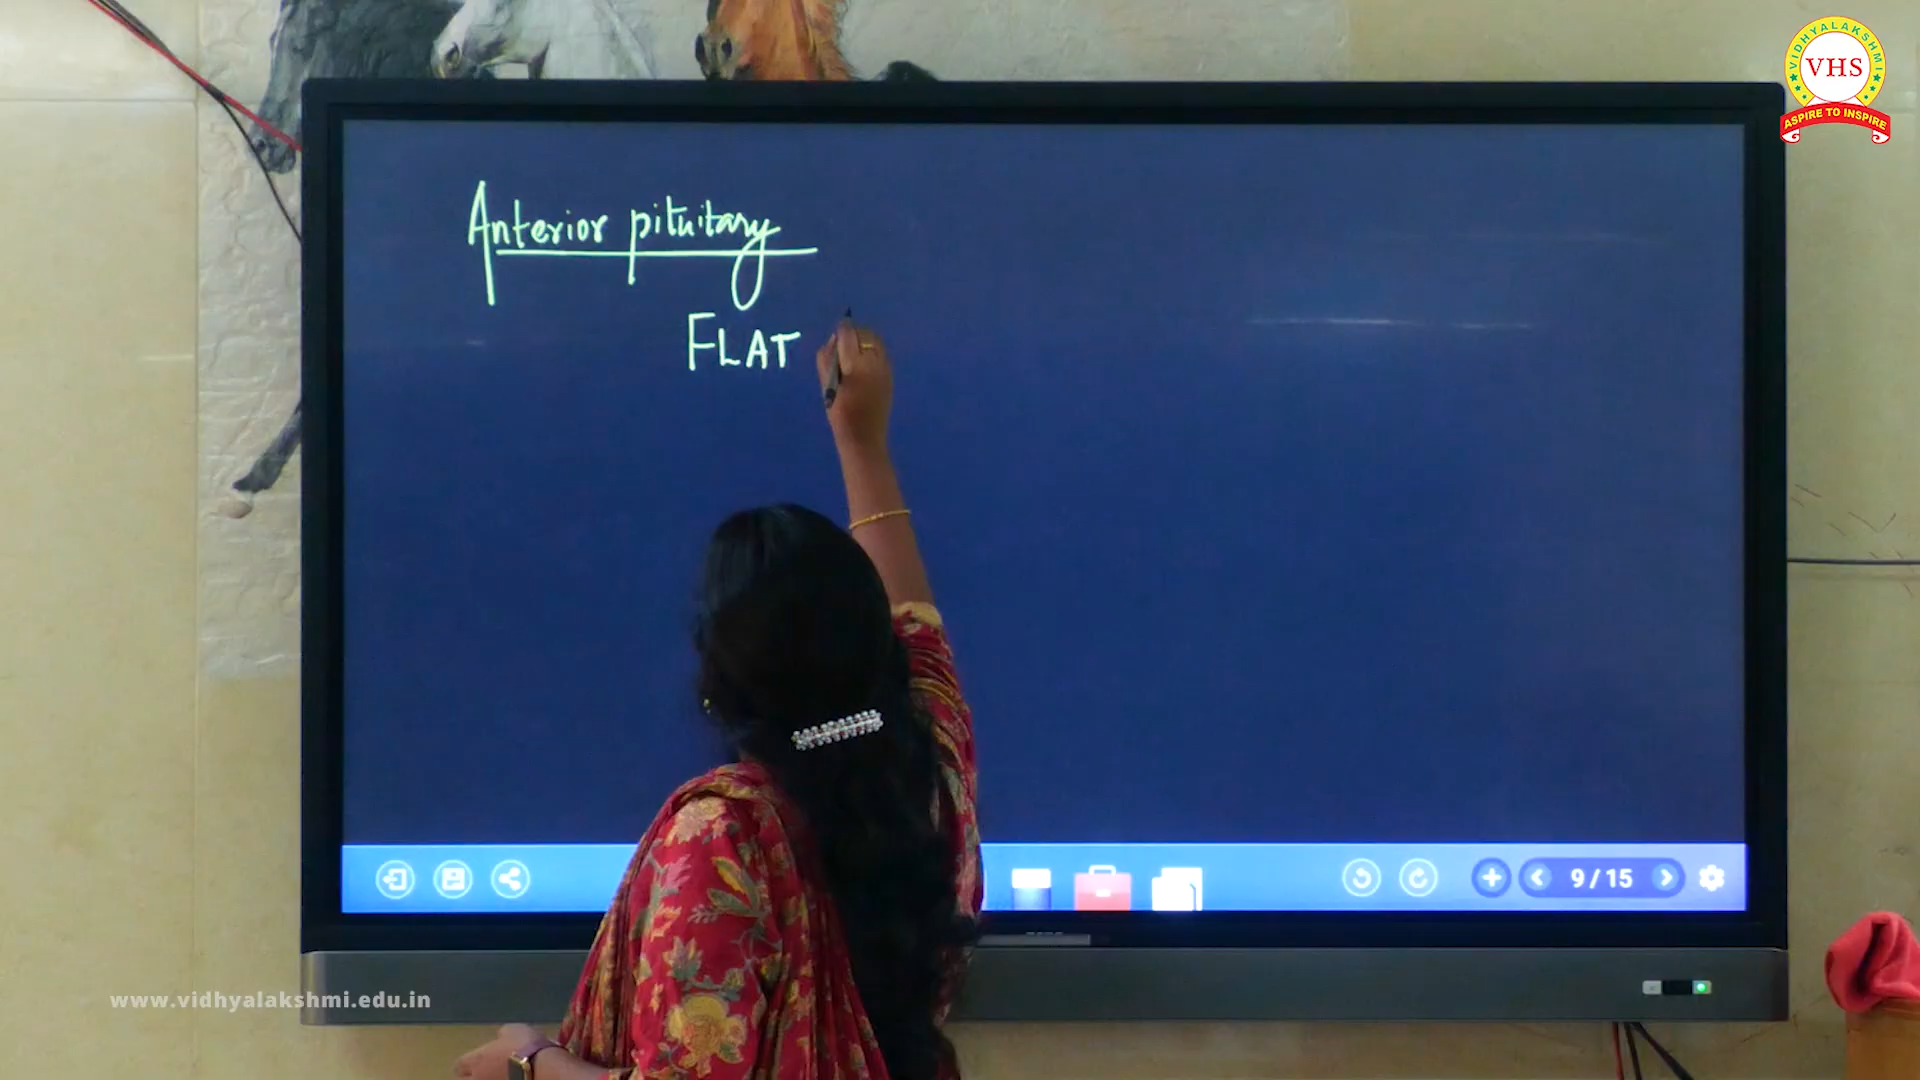 VIDHYALAKSHMI
VHS
ASPIRE TO INSPIRE
Anterior pituitary
FLAT
9/15
www.vidhyalakshmi.edu.in